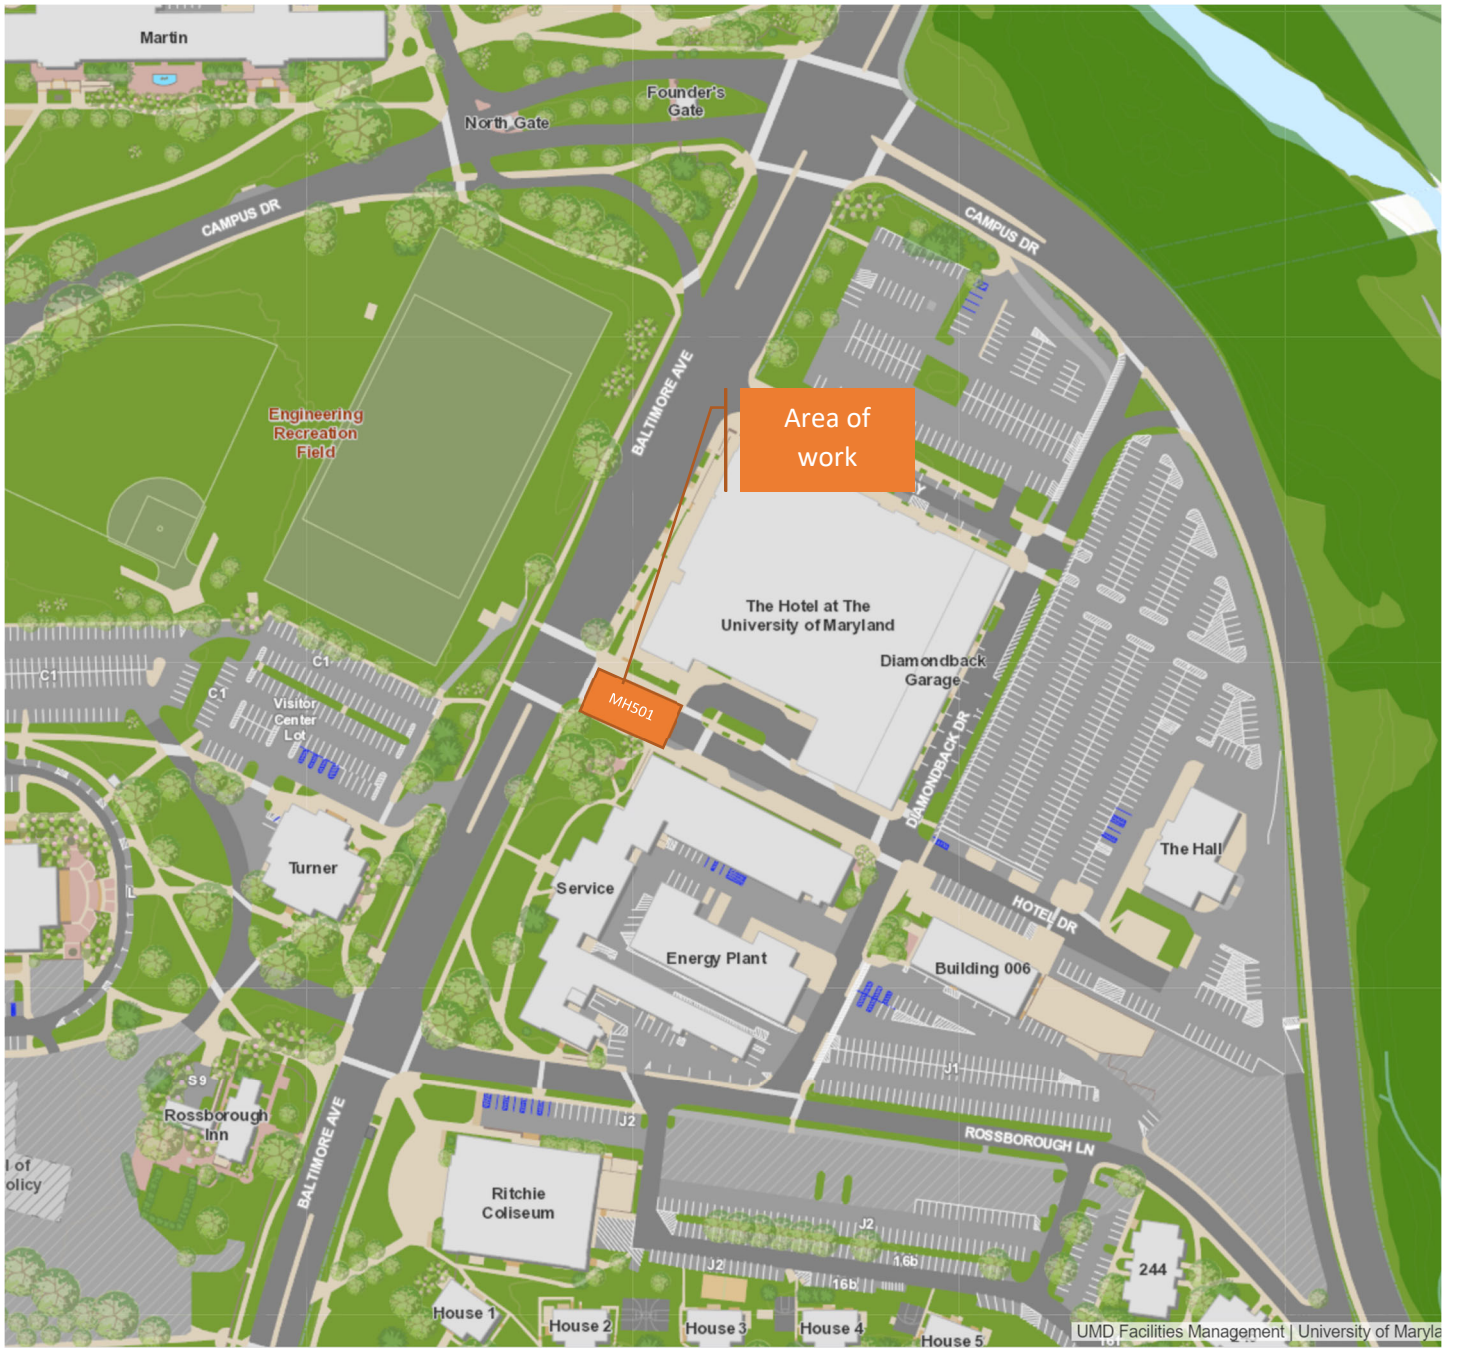 Martin
Founder's
Gate
North Gate
CAMPUS DR
CAMPUS DR
BALTIMORE AVE
Engineering
Recreation
Field
Area of
work
The Hotel at The
University of Maryland
Diamondback
Garage
C1
C1
C1
Visitor
Center
Lot
MH501
DIAMONDBACK DR
Turner
The Hall
Service
L
HOTEL DR
Energy Plant
Building 006
J1
S 9
Rossborough
Inn
J2
ROSSBOROUGH LN
BALTIMORE AVE
l of
olicy
Ritchie
Coliseum
J2
J2
16b
16b
244
House 1
House 2
House 3
House 4
House 5
UMD Facilities Management | University of Maryla